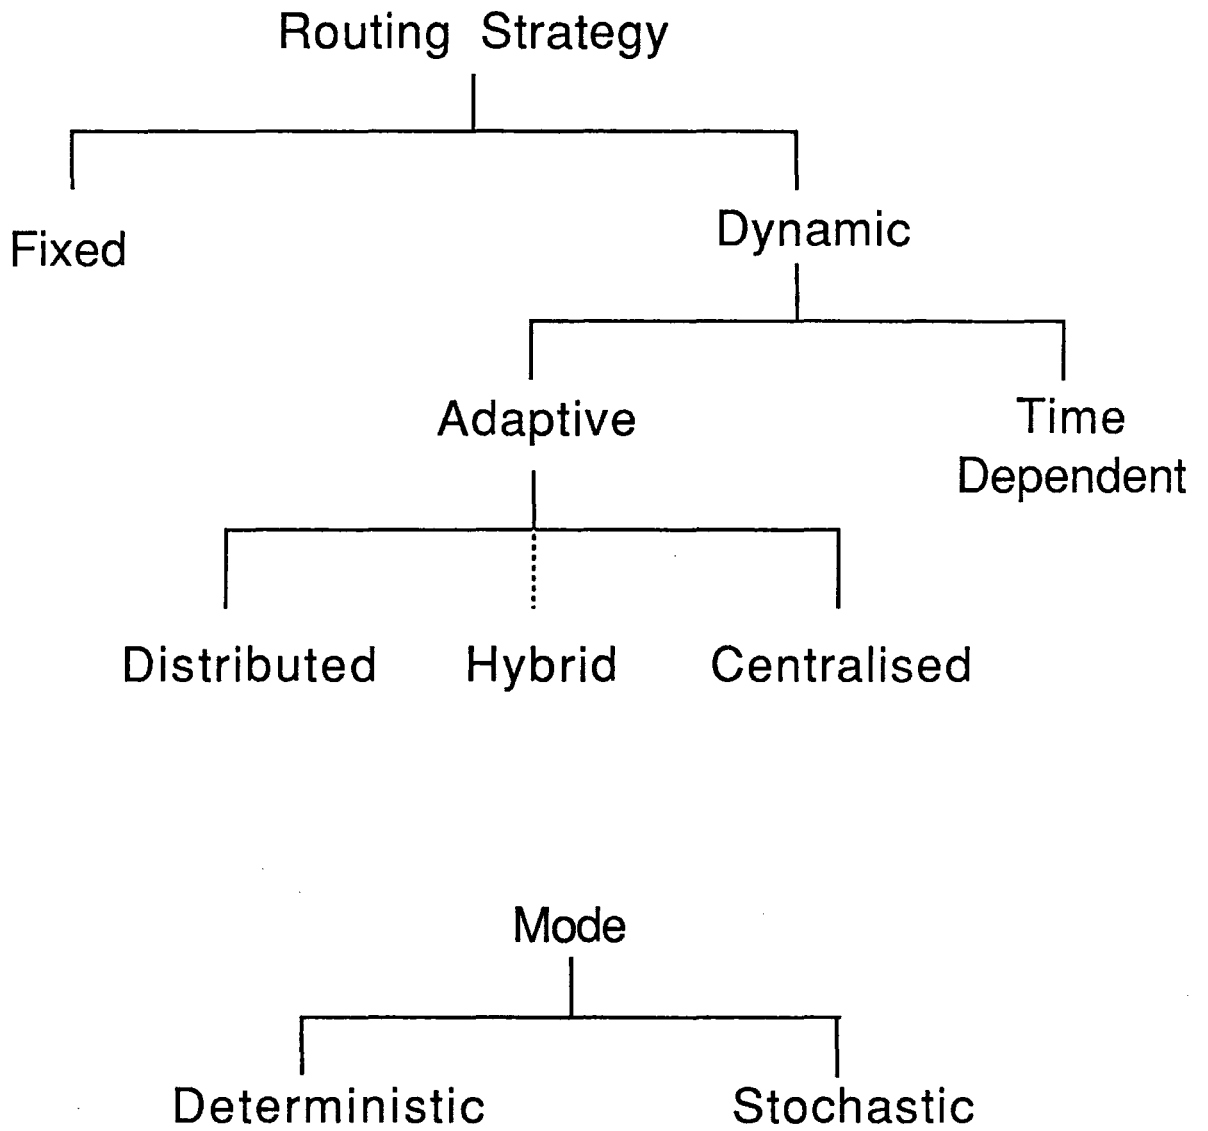 Routing Strategy
Fixed
Dynamic
Adaptive
Time
Dependent
Distributed Hybrid Centralised
Mode
Deterministic Stochastic